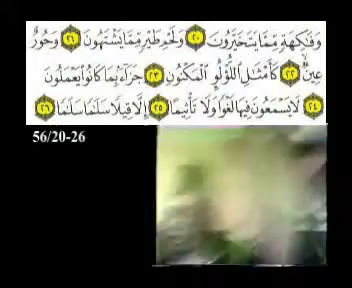 وَفَٰكِهَةٍ مِّمَّا يَتَخَيَّرُونَ ٢٠ وَلَحْمِ طَيْرٍ مِّمَّا يَشْتَهُونَ ٢١ وَحُورٌ
عِينٌ ٢٢ كَأَمْثَٰلِ ٱللُّؤْلُوِٕ ٱلْمَكْنُونِ ٢٣ جَزَآءًۢ بِمَا كَانُوا۟ يَعْمَلُونَ
٢٤ لَا يَسْمَعُونَ فِيهَا لَغْوًا وَلَا تَأْثِيمًا ٢٥ إِلَّا قِيلًا سَلَٰمًا سَلَٰمًا ٢٦
56/20-26